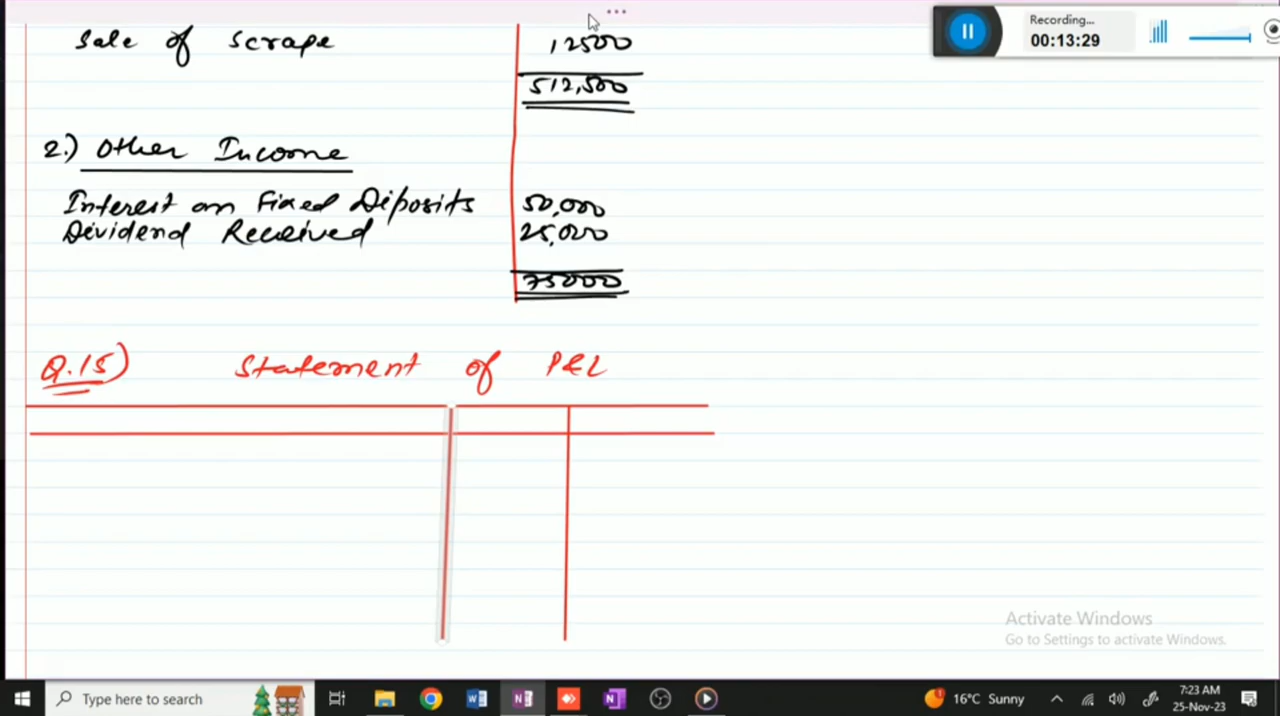 Sale of Scrape 12500
512,500
2.) Other Income
Interest on Fixed Deposits 50,000
Dividend Received 25,000
75000
Q.15) Statement of P&L
Recording...
00:13:29
Activate Windows
Go to Settings to activate Windows.
Type here to search
16°C Sunny
7:23 AM
25-Nov-23